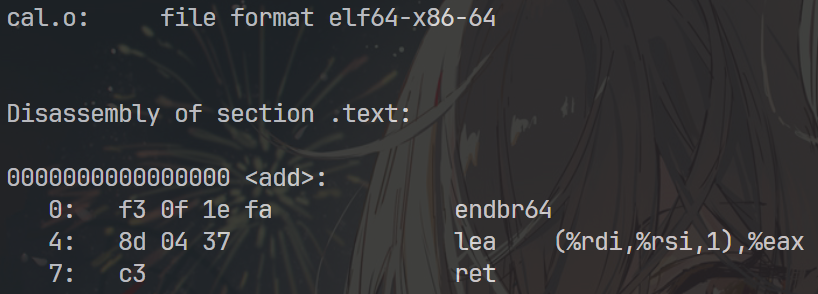 cal.o:     file format elf64-x86-64
Disassembly of section .text:
0000000000000000 <add>:
   0:   f3 0f 1e fa             endbr64
   4:   8d 04 37                lea    (%rdi,%rsi,1),%eax
   7:   c3                      ret